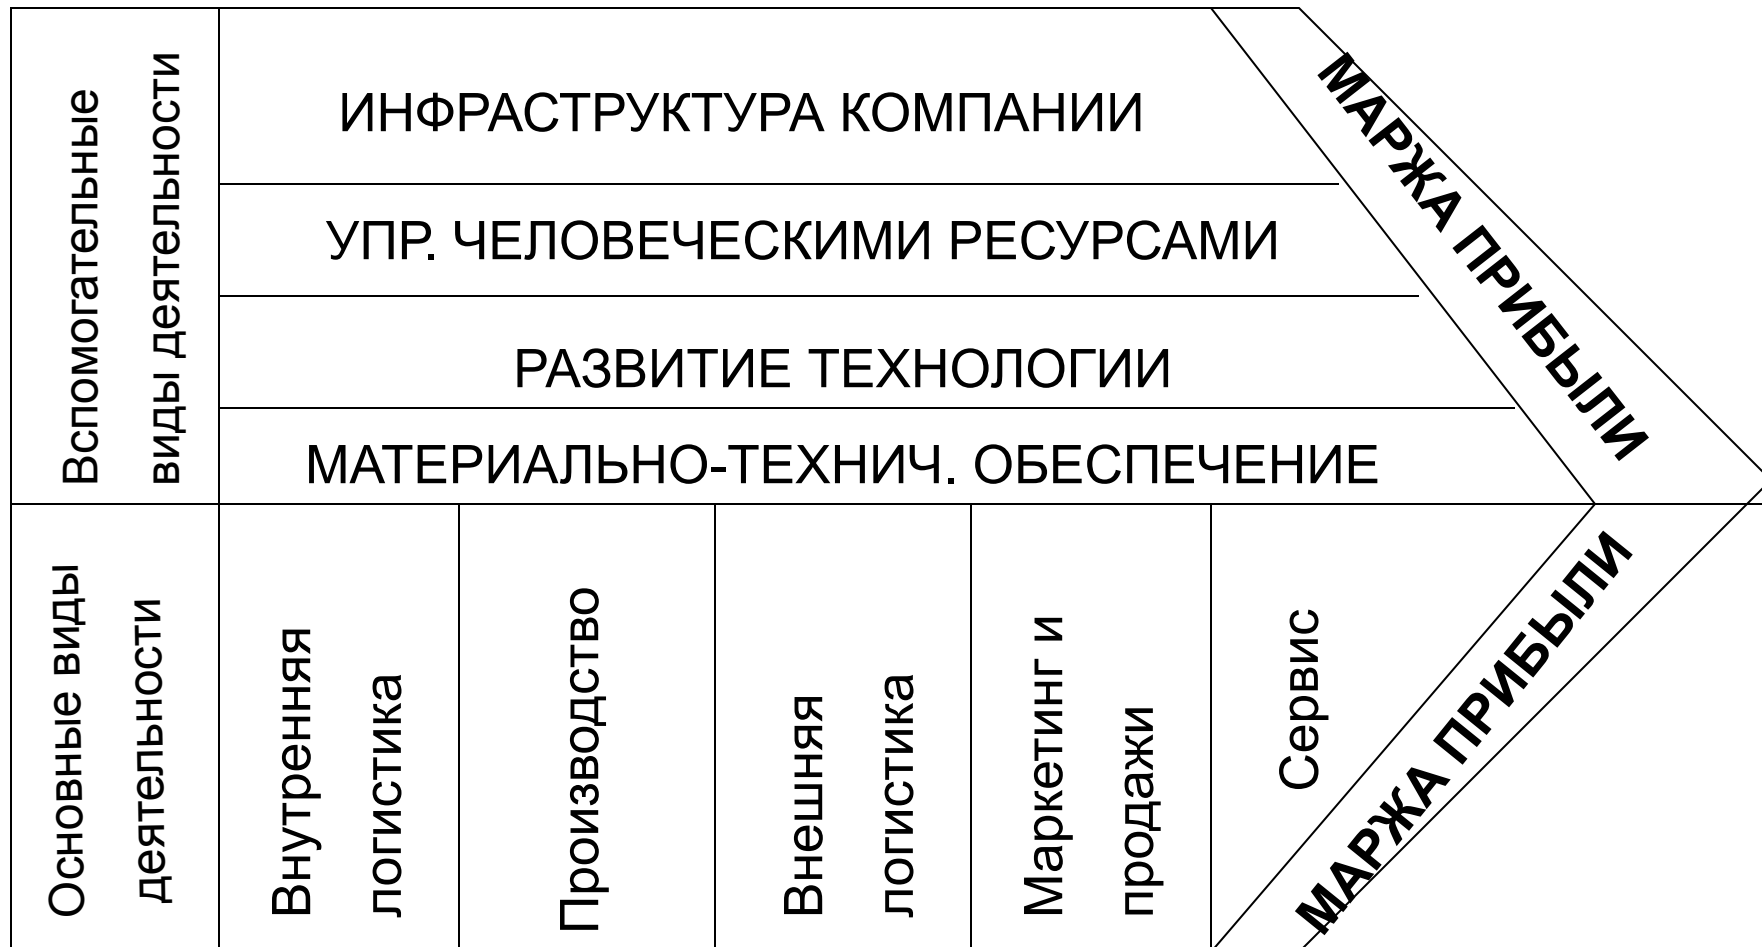 Вспомогательные
виды деятельности
ИНФРАСТРУКТУРА КОМПАНИИ
УПР. ЧЕЛОВЕЧЕСКИМИ РЕСУРСАМИ
РАЗВИТИЕ ТЕХНОЛОГИИ
МАТЕРИАЛЬНО-ТЕХНИЧ. ОБЕСПЕЧЕНИЕ
МАРЖА ПРИБЫЛИ
Основные виды
деятельности
Внутренняя
логистика
Производство
Внешняя
логистика
Маркетинг и
продажи
Сервис
МАРЖА ПРИБЫЛИ